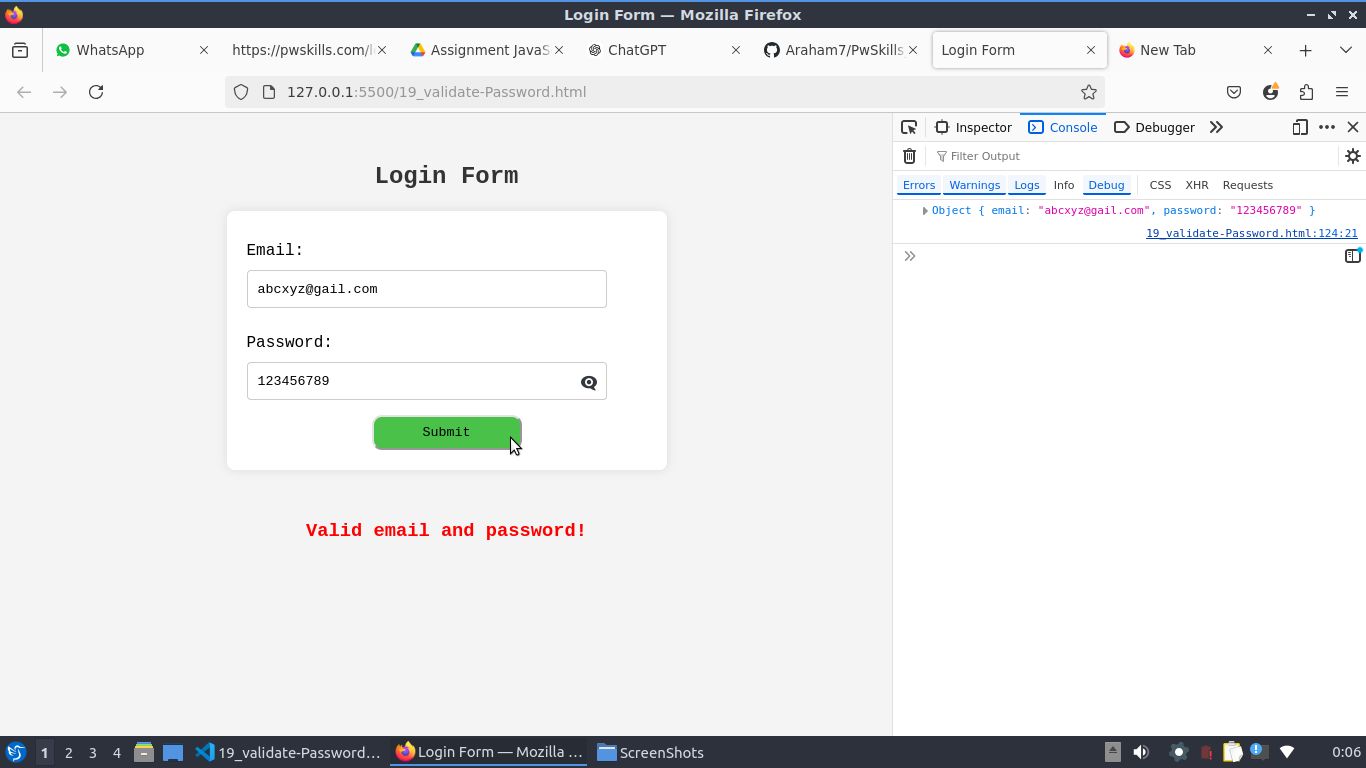 Login Form — Mozilla Firefox
WhatsApp
https://pwskills.com/l
Assignment JavaS
ChatGPT
Araham7/PwSkills
Login Form
New Tab
127.0.0.1:5500/19_validate-Password.html
Inspector
Console
Debugger
Filter Output
Errors
Warnings
Logs
Info
Debug
CSS
XHR
Requests
Object { email: "abcxyz@gail.com", password: "123456789" }
19_validate-Password.html:124:21
Login Form
Email:
abcxyz@gail.com
Password:
123456789
Submit
Valid email and password!
1
2
3
4
19_validate-Password...
Login Form — Mozilla ...
ScreenShots
0:06